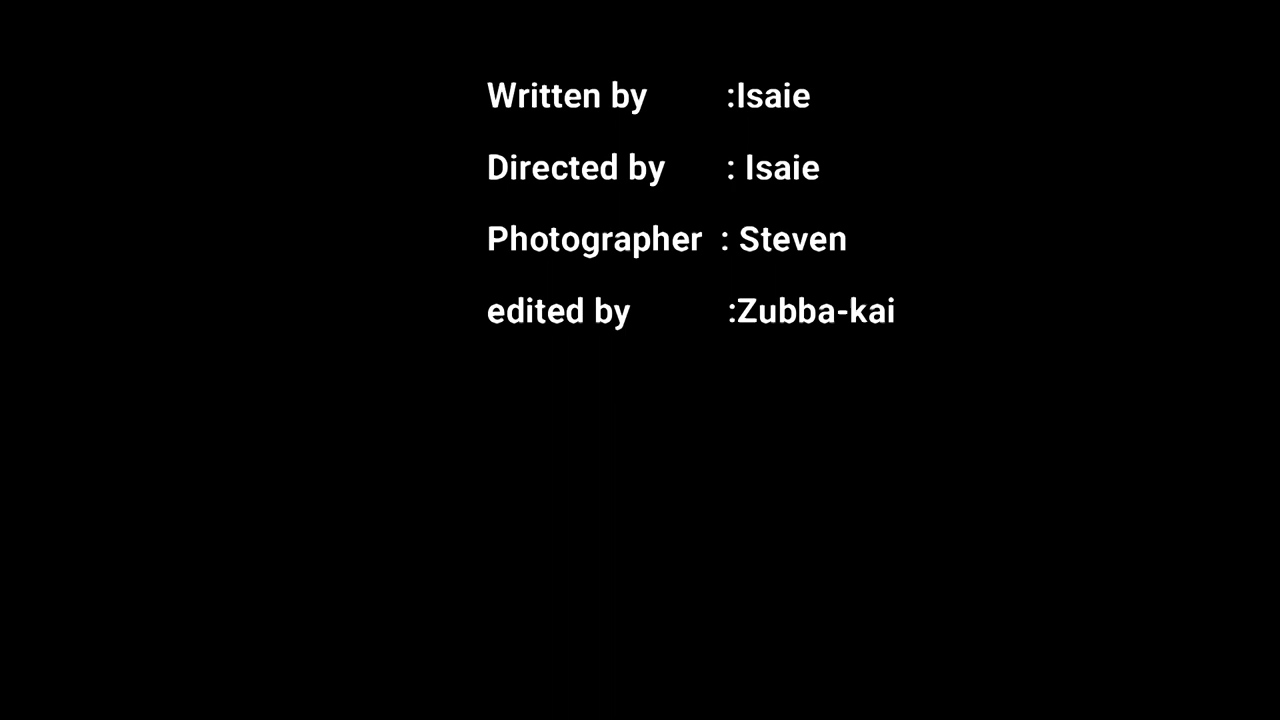 Written by :Isaie
Directed by : Isaie
Photographer : Steven
edited by :Zubba-kai